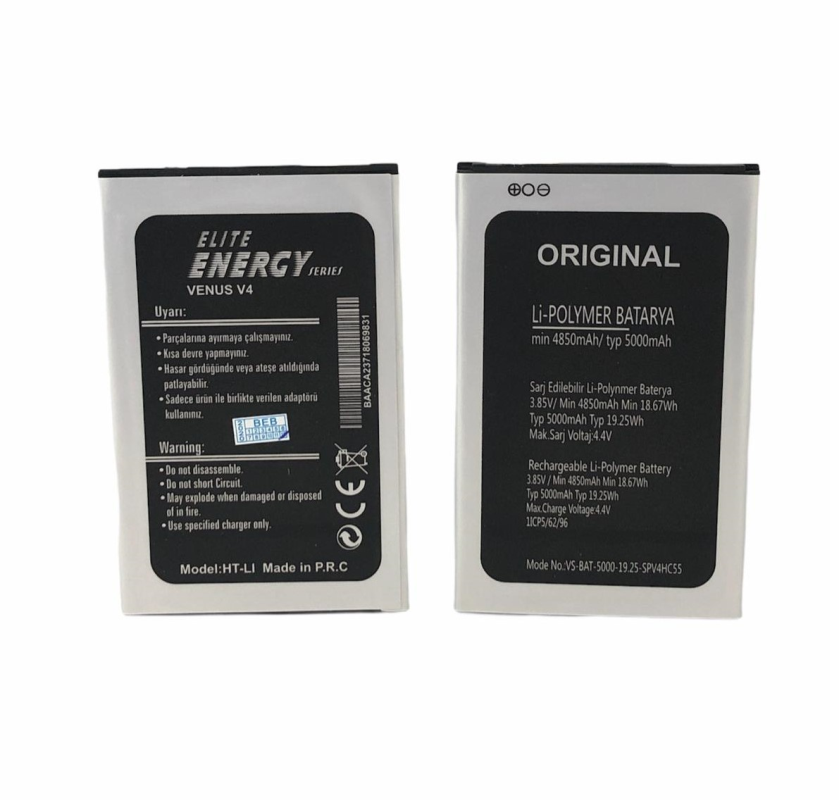 ELITE
ENERGY SERIES
VENUS V4
Uyarı:
• Parçalarına ayırmaya çalışmayınız.
• Kısa devre yapmayınız.
• Hasar gördüğünde veya ateşe atıldığında
patlayabilir.
• Sadece ürün ile birlikte verilen adaptörü
kullanınız.
BEB
Warning:
• Do not disassemble.
• Do not short Circuit.
• May explode when damaged or disposed
of in fire.
• Use specified charger only.
BAACA23718069831
CE
Model:HT-LI Made in P.R.C
ORIGINAL
Li-POLYMER BATARYA
min 4850mAh/ typ 5000mAh
Sarj Edilebilir Li-Polynmer Baterya
3.85V/ Min 4850mAh Min 18.67Wh
Typ 5000mAh Typ 19.25Wh
Mak.Sarj Voltaj:4.4V
Rechargeable Li-Polymer Battery
3.85V / Min 4850mAh Min 18.67Wh
Typ 5000mAh Typ 19.25Wh
Max.Charge Voltage:4.4V
1ICP5/62/96
Mode No.:VS-BAT-5000-19.25-SPV4HC55